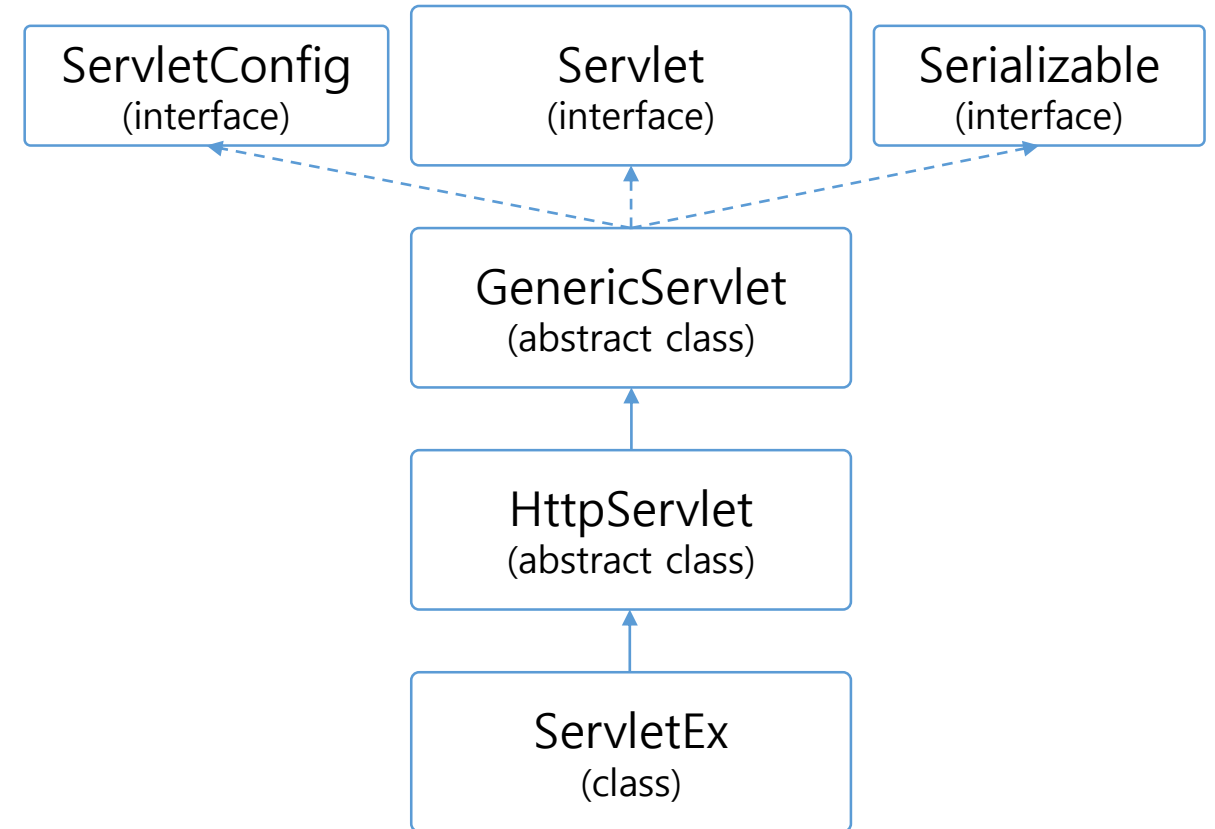 ServletConfig
(interface)
Servlet
(interface)
Serializable
(interface)
GenericServlet
(abstract class)
HttpServlet
(abstract class)
ServletEx
(class)